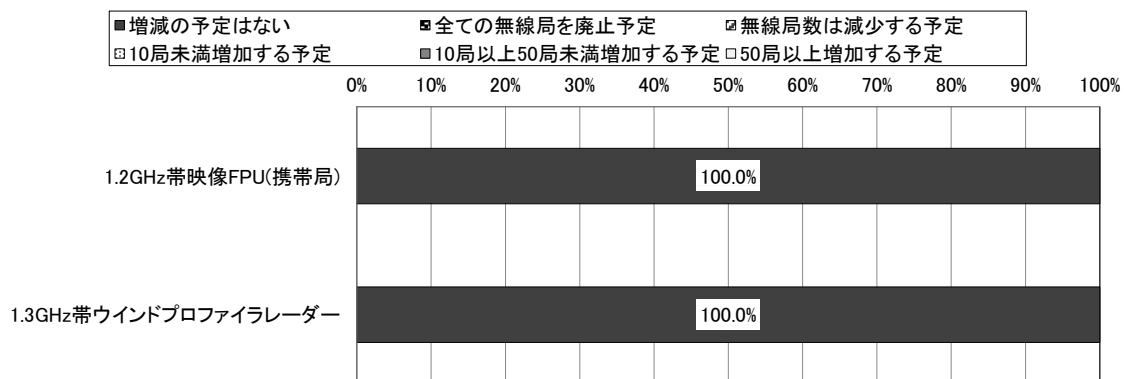 ■増減の予定はない ■全ての無線局を廃止予定 ■無線局数は減少する予定
□10局未満増加する予定 ■10局以上50局未満増加する予定 □50局以上増加する予定
0% 10% 20% 30% 40% 50% 60% 70% 80% 90% 100%
1.2GHz帯映像FPU(携帯局) 100.0%
1.3GHz帯ウインドプロファイラレーダー 100.0%